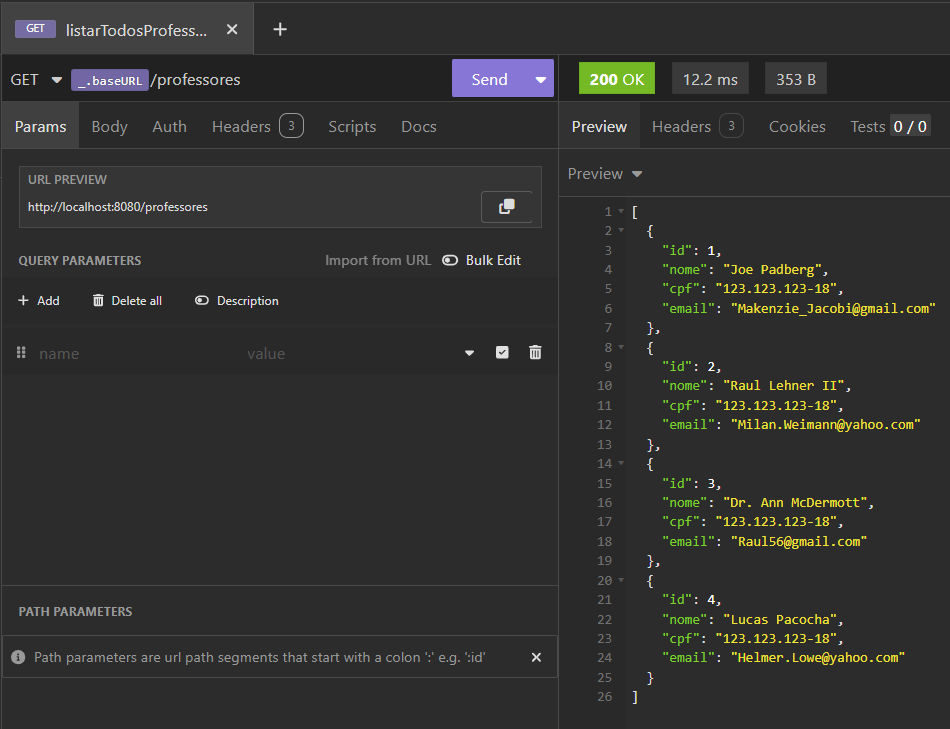 GET listarTodosProfess...
GET _.baseURL/professores Send
Params Body Auth Headers 3 Scripts Docs
URL PREVIEW
http://localhost:8080/professores
QUERY PARAMETERS Import from URL Bulk Edit
Add Delete all Description
name value
PATH PARAMETERS
Path parameters are url path segments that start with a colon ':' e.g. ':id'
200 OK 12.2 ms 353 B
Preview Headers 3 Cookies Tests 0 / 0
Preview
1 [
2 {
3 "id": 1,
4 "nome": "Joe Padberg",
5 "cpf": "123.123.123-18",
6 "email": "Makenzie_Jacobi@gmail.com"
7 },
8 {
9 "id": 2,
10 "nome": "Raul Lehner II",
11 "cpf": "123.123.123-18",
12 "email": "Milan.Weimann@yahoo.com"
13 },
14 {
15 "id": 3,
16 "nome": "Dr. Ann McDermott",
17 "cpf": "123.123.123-18",
18 "email": "Raul56@gmail.com"
19 },
20 {
21 "id": 4,
22 "nome": "Lucas Pacocha",
23 "cpf": "123.123.123-18",
24 "email": "Helmer.Lowe@yahoo.com"
25 }
26 ]